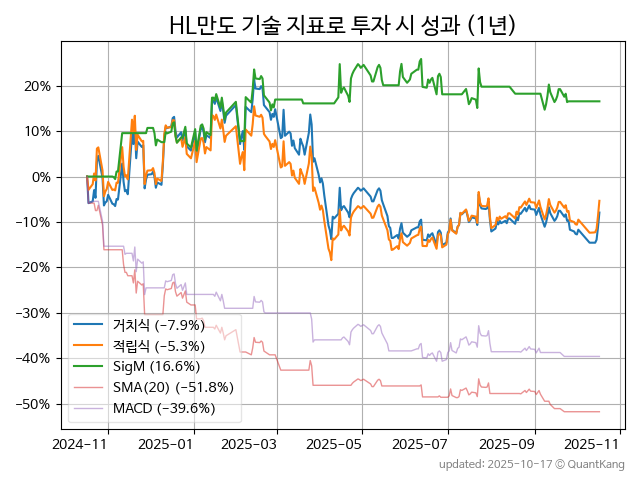 HL만도 기술 지표로 투자 시 성과 (1년)
20%
10%
0%
−10%
−20%
−30%
−40%
−50%
거치식 (−7.9%)
적립식 (−5.3%)
SigM (16.6%)
SMA(20) (−51.8%)
MACD (−39.6%)
2024-11 2025-01 2025-03 2025-05 2025-07 2025-09 2025-11
updated: 2025-10-17 © QuantKang